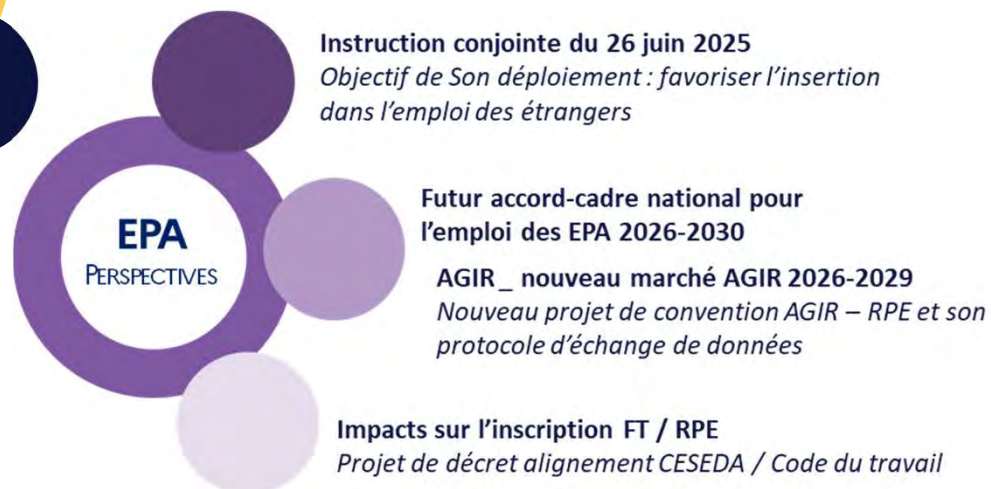 Instruction conjointe du 26 juin 2025
Objectif de Son déploiement : favoriser l’insertion
dans l’emploi des étrangers
EPA
PERSPECTIVES
Futur accord-cadre national pour
l’emploi des EPA 2026-2030
AGIR_ nouveau marché AGIR 2026-2029
Nouveau projet de convention AGIR – RPE et son
protocole d’échange de données
Impacts sur l’inscription FT / RPE
Projet de décret alignement CESEDA / Code du travail